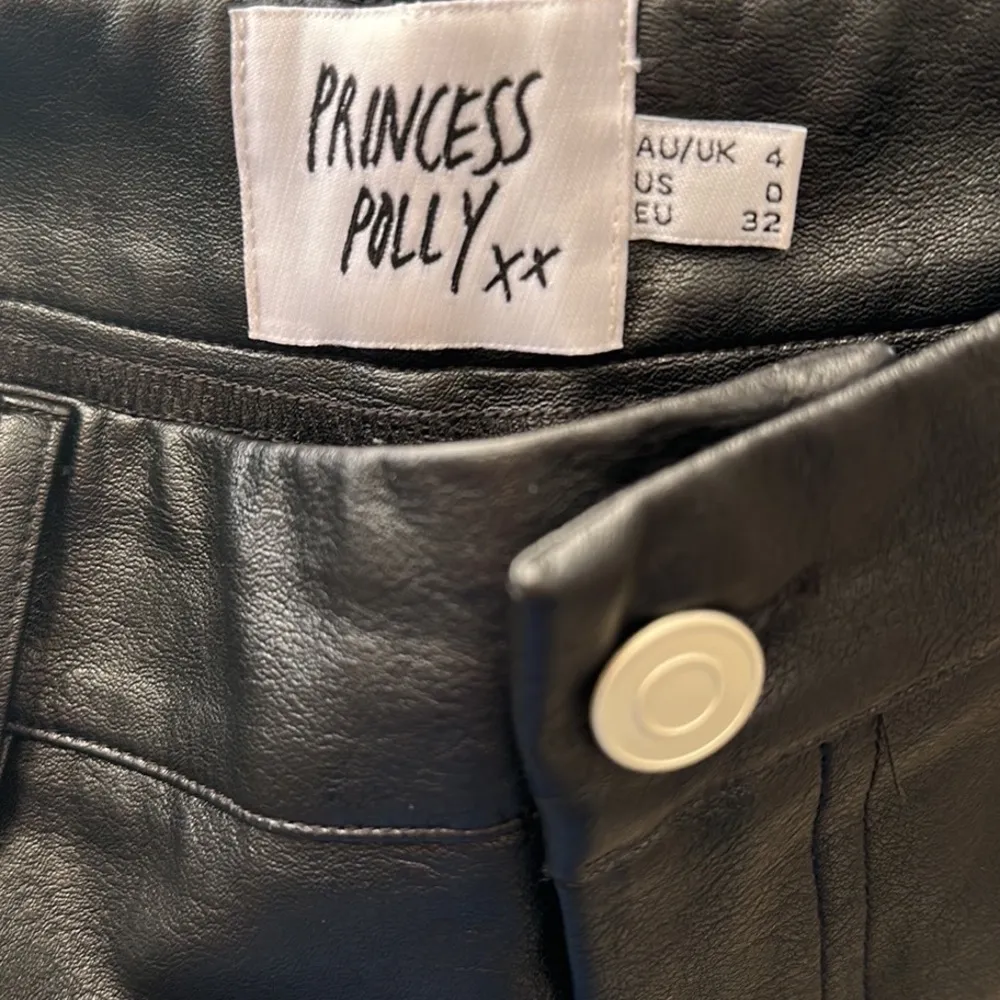 PRINCESS
POLLY xx
AU/UK 4
US 0
EU 32